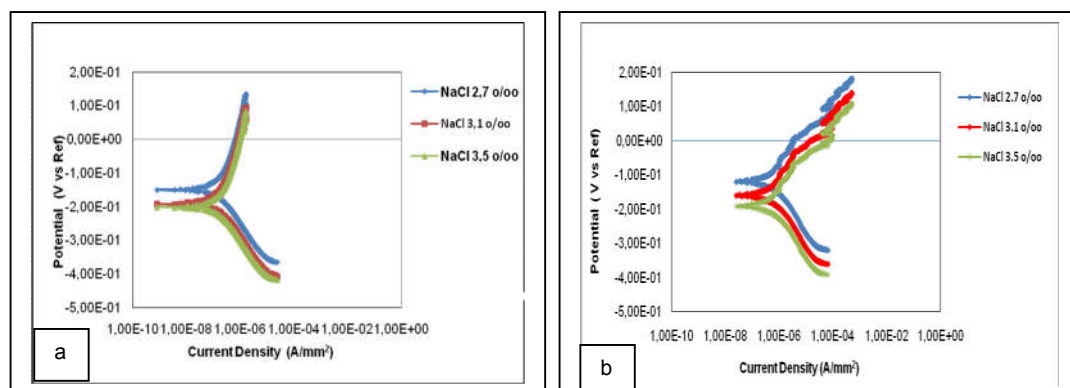 2,00E-01
1,00E-01
0,00E+00
-1,00E-01
-2,00E-01
-3,00E-01
-4,00E-01
-5,00E-01
Potential (V vs Ref)
NaCl 2,7 o/oo
NaCl 3,1 o/oo
NaCl 3,5 o/oo
1,00E-10 1,00E-08 1,00E-06 1,00E-04 1,00E-02 1,00E+00
Current Density (A/mm²)
a
2,00E-01
1,00E-01
0,00E+00
-1,00E-01
-2,00E-01
-3,00E-01
-4,00E-01
-5,00E-01
Potential ( V vs Ref)
NaCl 2.7 o/oo
NaCl 3.1 o/oo
NaCl 3.5 o/oo
1,00E-10 1,00E-08 1,00E-06 1,00E-04 1,00E-02 1,00E+00
Current Density (A/mm²)
b